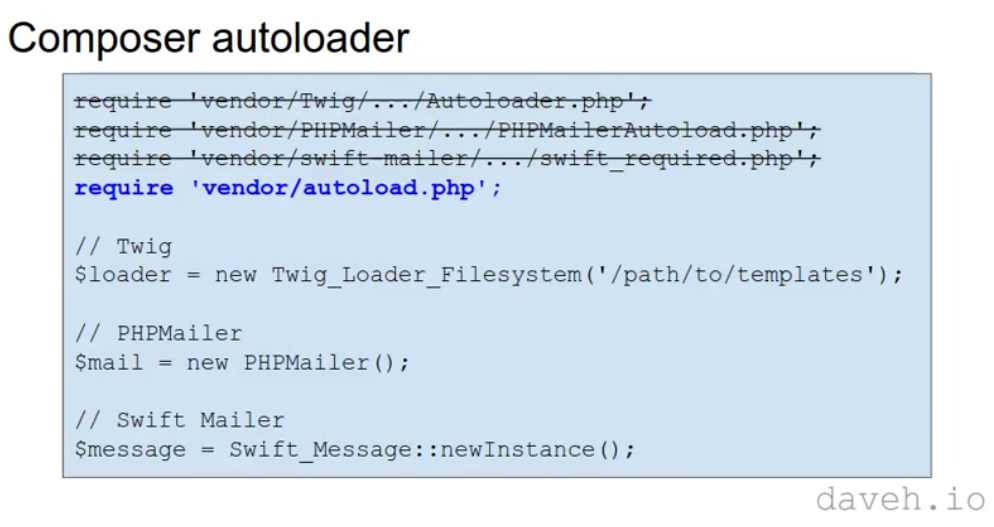 Composer autoloader
require 'vendor/Twig/.../Autoloader.php';
require 'vendor/PHPMailer/.../PHPMailerAutoload.php';
require 'vendor/swift-mailer/.../swift_required.php';
require 'vendor/autoload.php';
// Twig
$loader = new Twig_Loader_Filesystem('/path/to/templates');
// PHPMailer
$mail = new PHPMailer();
// Swift Mailer
$message = Swift_Message::newInstance();
daveh.io